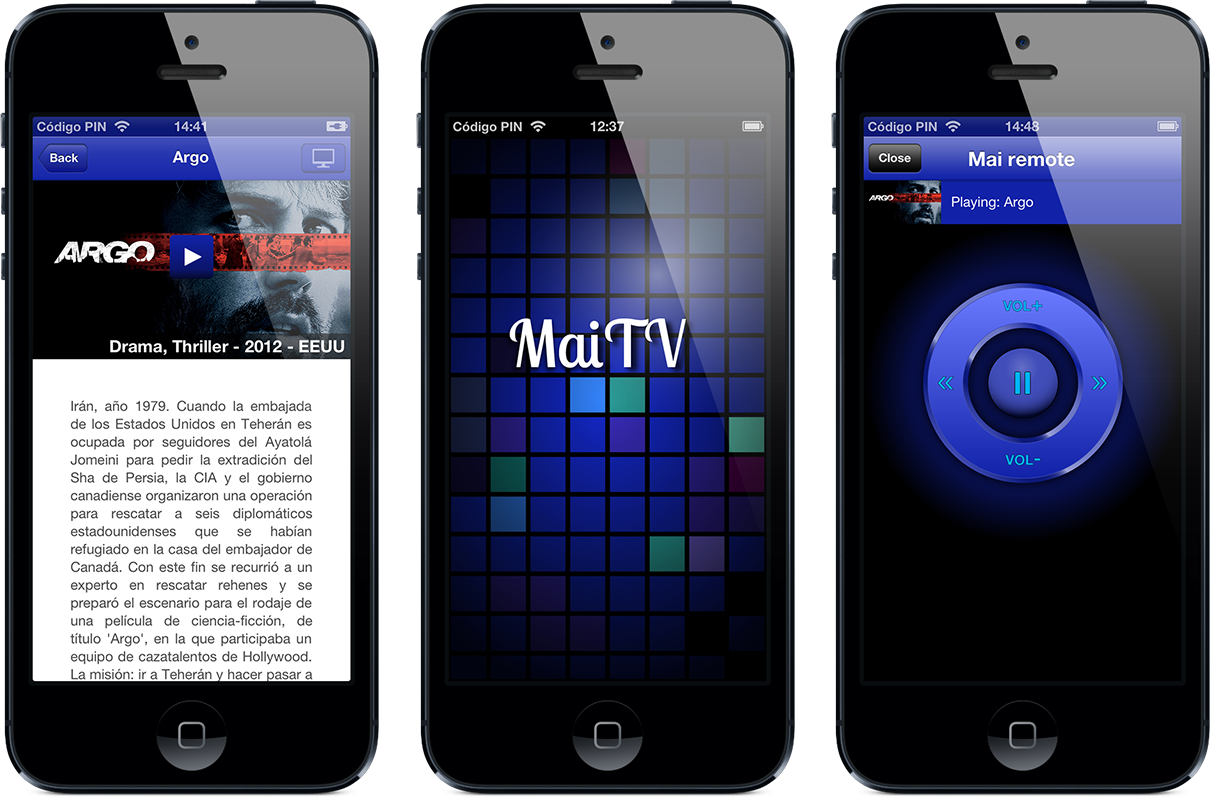 Código PIN 14:41
Back Argo
ARGO
Drama, Thriller - 2012 - EEUU
Irán, año 1979. Cuando la embajada
de los Estados Unidos en Teherán es
ocupada por seguidores del Ayatolá
Jomeini para pedir la extradición del
Sha de Persia, la CIA y el gobierno
canadiense organizaron una operación
para rescatar a seis diplomáticos
estadounidenses que se habían
refugiado en la casa del embajador de
Canadá. Con este fin se recurrió a un
experto en rescatar rehenes y se
preparó el escenario para el rodaje de
una película de ciencia-ficción, de
título 'Argo', en la que participaba un
equipo de cazatalentos de Hollywood.
La misión: ir a Teherán y hacer pasar a
Código PIN 12:37
MaiTV
Código PIN 14:48
Close Mai remote
ARGO
Playing: Argo
VOL+
VOL-